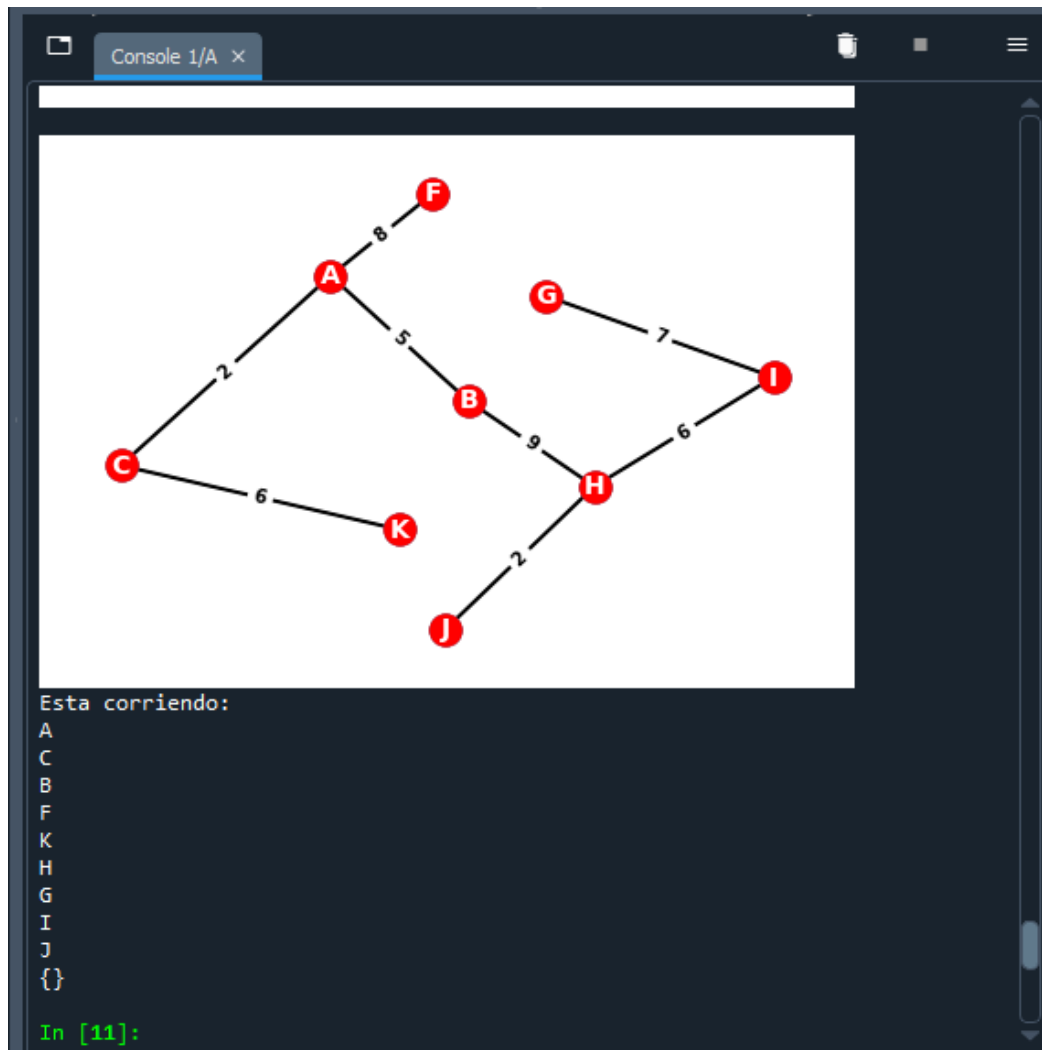 Console 1/A ×
F
8
A
G
5
7
2
I
B
9
6
C
H
6
K
2
J
Esta corriendo:
A
C
B
F
K
H
G
I
J
{}
In [11]: